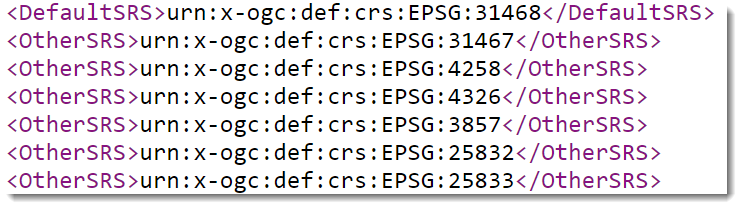 <DefaultSRS>urn:x-ogc:def:crs:EPSG:31468</DefaultSRS>
<OtherSRS>urn:x-ogc:def:crs:EPSG:31467</OtherSRS>
<OtherSRS>urn:x-ogc:def:crs:EPSG:4258</OtherSRS>
<OtherSRS>urn:x-ogc:def:crs:EPSG:4326</OtherSRS>
<OtherSRS>urn:x-ogc:def:crs:EPSG:3857</OtherSRS>
<OtherSRS>urn:x-ogc:def:crs:EPSG:25832</OtherSRS>
<OtherSRS>urn:x-ogc:def:crs:EPSG:25833</OtherSRS>